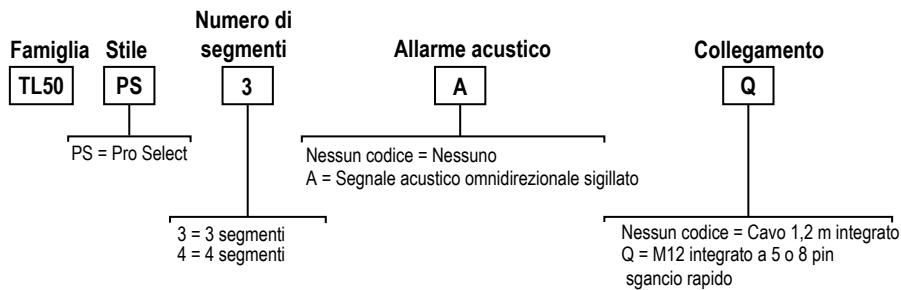 Famiglia Stile Numero di segmenti Allarme acustico Collegamento
TL50 PS 3 A Q
PS = Pro Select
Nessun codice = Nessuno
A = Segnale acustico omnidirezionale sigillato
3 = 3 segmenti
4 = 4 segmenti
Nessun codice = Cavo 1,2 m integrato
Q = M12 integrato a 5 o 8 pin
sgancio rapido